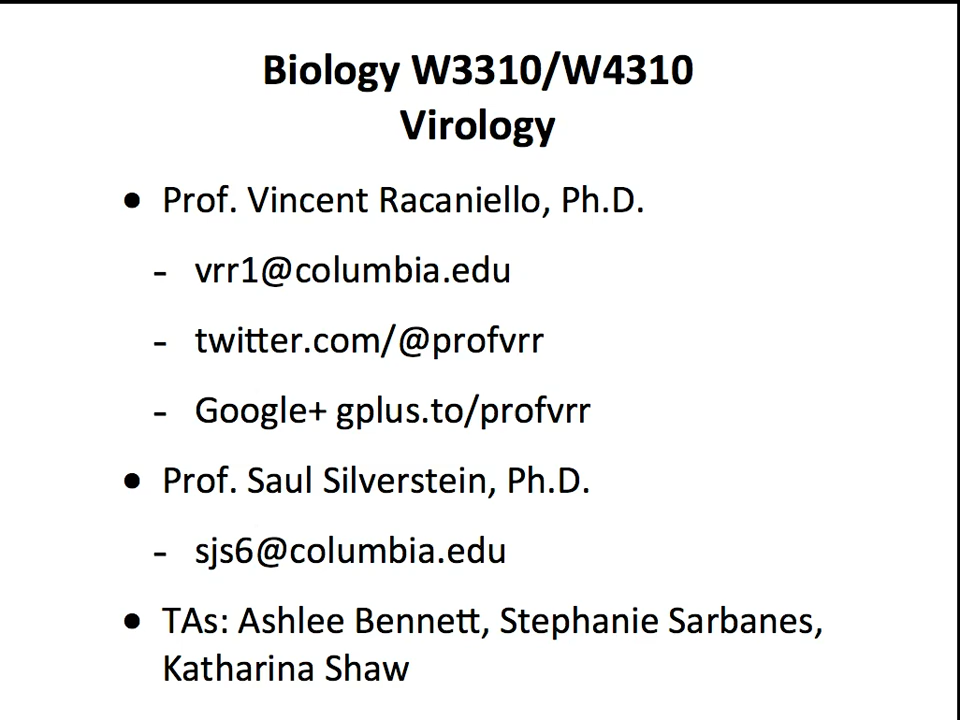 Biology W3310/W4310
Virology
• Prof. Vincent Racaniello, Ph.D.
- vrr1@columbia.edu
- twitter.com/@profvrr
- Google+ gplus.to/profvrr
• Prof. Saul Silverstein, Ph.D.
- sjs6@columbia.edu
• TAs: Ashlee Bennett, Stephanie Sarbanes,
Katharina Shaw